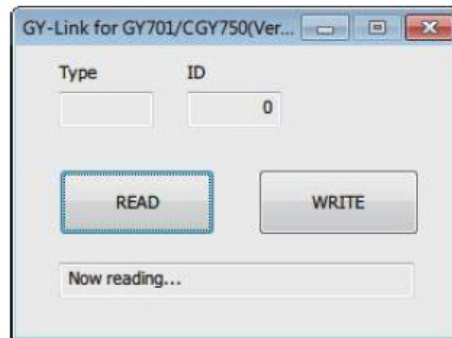 GY-Link for GY701/CGY750(Ver...
Type ID
0
READ WRITE
Now reading...